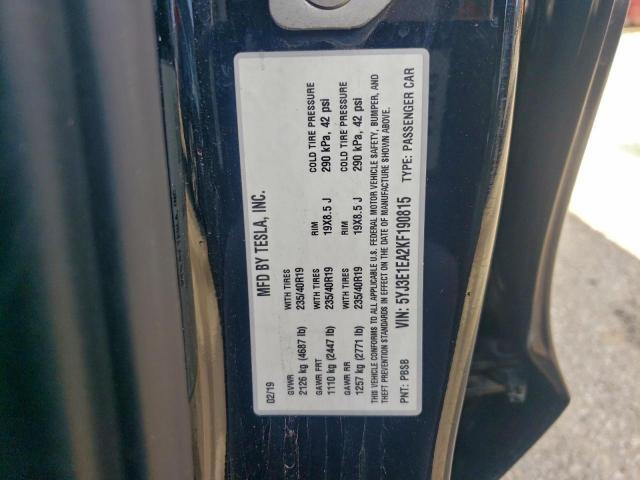 MFD BY TESLA, INC.
02/19
GVWR WITH TIRES RIM COLD TIRE PRESSURE
2126 kg (4687 lb) 235/40R19 19X8.5 J 290 kPa, 42 psi
GAWR FRT WITH TIRES
1110 kg (2447 lb) 235/40R19
GAWR RR WITH TIRES RIM COLD TIRE PRESSURE
1257 kg (2771 lb) 235/40R19 19X8.5 J 290 kPa, 42 psi
THIS VEHICLE CONFORMS TO ALL APPLICABLE U.S. FEDERAL MOTOR VEHICLE SAFETY, BUMPER, AND
THEFT PREVENTION STANDARDS IN EFFECT ON THE DATE OF MANUFACTURE SHOWN ABOVE.
VIN: 5YJ3E1EA2KF190815 TYPE: PASSENGER CAR
PNT: PBSB